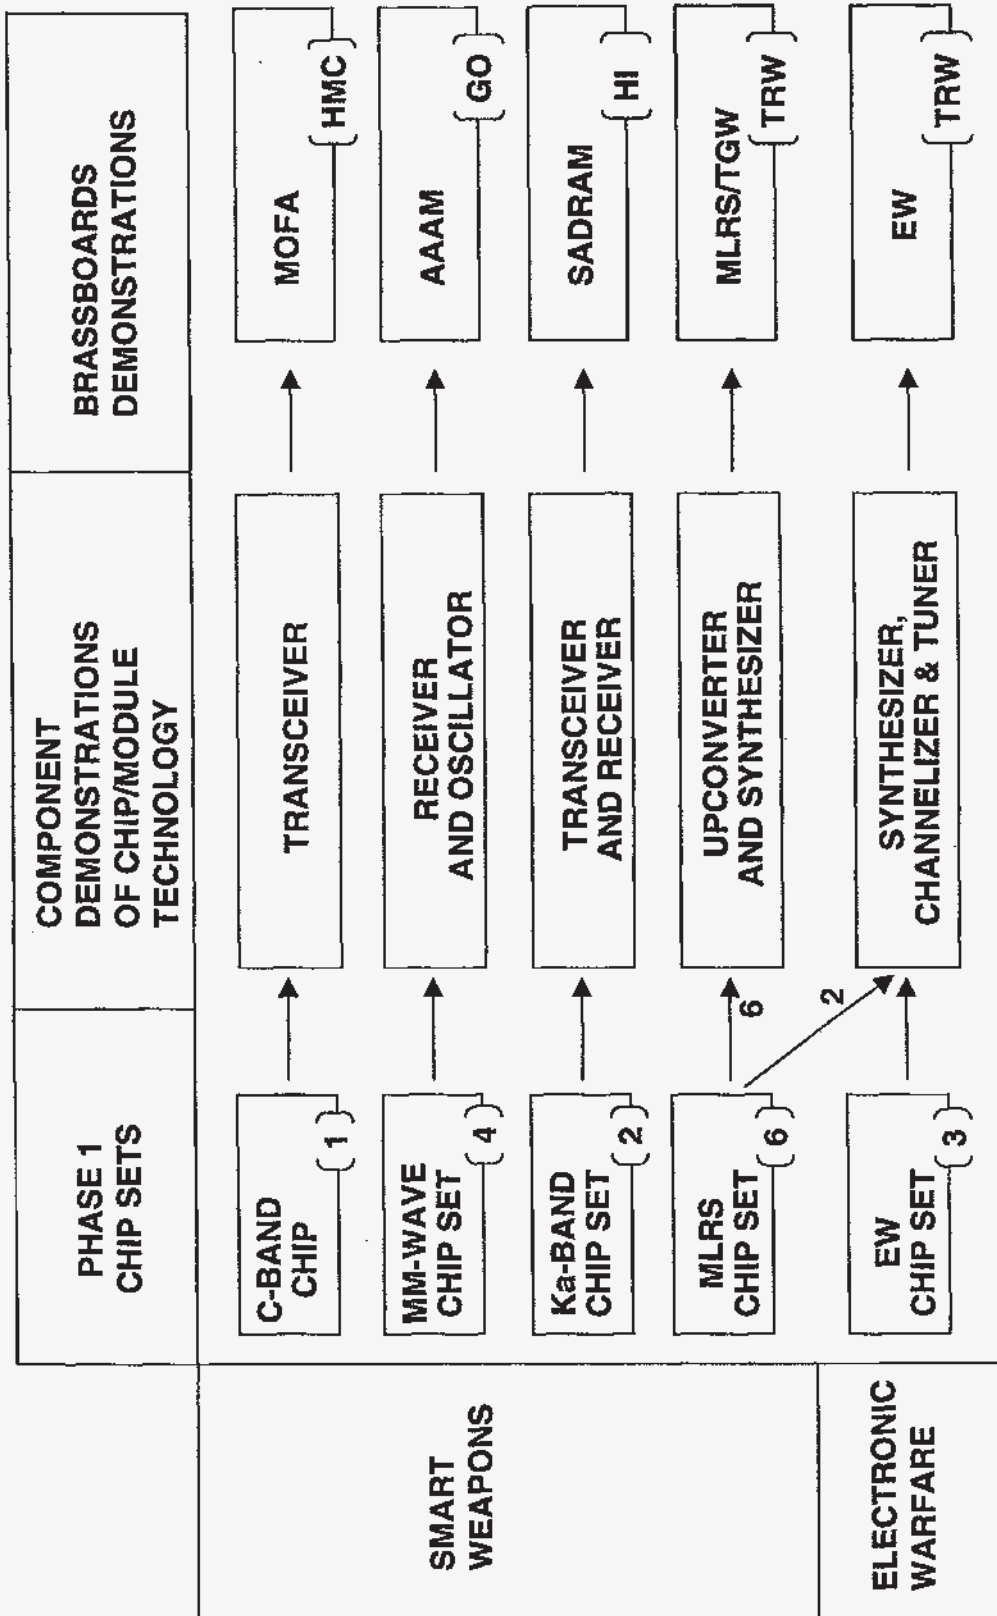 PHASE 1
CHIP SETS
COMPONENT
DEMONSTRATIONS
OF CHIP/MODULE
TECHNOLOGY
BRASSBOARDS
DEMONSTRATIONS
SMART
WEAPONS
C-BAND
CHIP
1
TRANSCEIVER
MOFA
HMC
MM-WAVE
CHIP SET
4
RECEIVER
AND OSCILLATOR
AAAM
GO
Ka-BAND
CHIP SET
2
TRANSCEIVER
AND RECEIVER
SADRAM
HI
MLRS
CHIP SET
6
6
2
UPCONVERTER
AND SYNTHESIZER
MLRS/TGW
TRW
ELECTRONIC
WARFARE
EW
CHIP SET
3
SYNTHESIZER,
CHANNELIZER & TUNER
EW
TRW